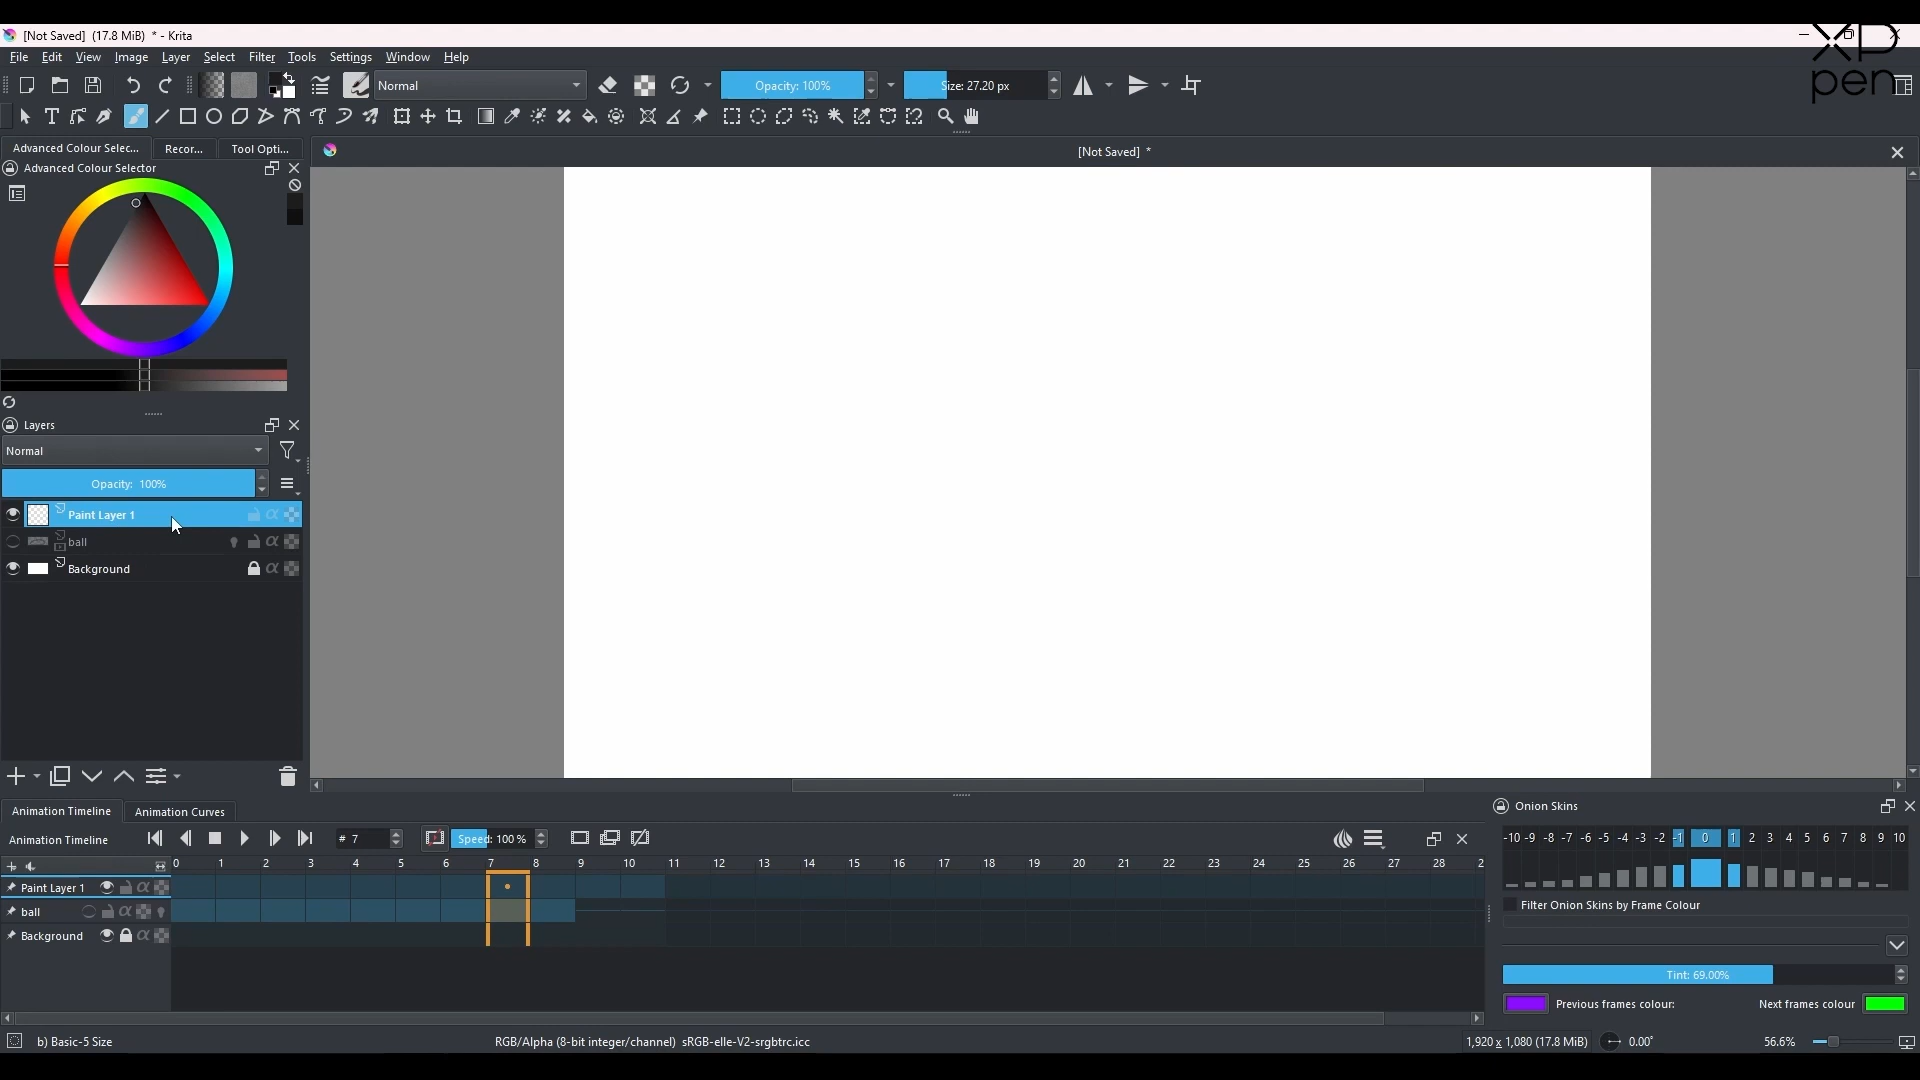 [Not Saved] (17.8 MiB) * - Krita
XP
pen
File Edit View Image Layer Select Filter Tools Settings Window Help
Normal Opacity: 100% Size: 27.20 px
Advanced Colour Selec... Recor... Tool Opti...
[Not Saved] *
Advanced Colour Selector
Layers
Normal
Opacity: 100%
Paint Layer 1
ball
Background
Animation Timeline Animation Curves
Onion Skins
Animation Timeline # 7 Speed: 100 %
-10 -9 -8 -7 -6 -5 -4 -3 -2 -1 0 1 2 3 4 5 6 7 8 9 10
0 1 2 3 4 5 6 7 8 9 10 11 12 13 14 15 16 17 18 19 20 21 22 23 24 25 26 27 28 2
Paint Layer 1
Filter Onion Skins by Frame Colour
ball
Background
Tint: 69.00%
Previous frames colour: Next frames colour
b) Basic-5 Size RGB/Alpha (8-bit integer/channel) sRGB-elle-V2-srgbtrc.icc 1,920 x 1,080 (17.8 MiB) 0.00° 56.6%